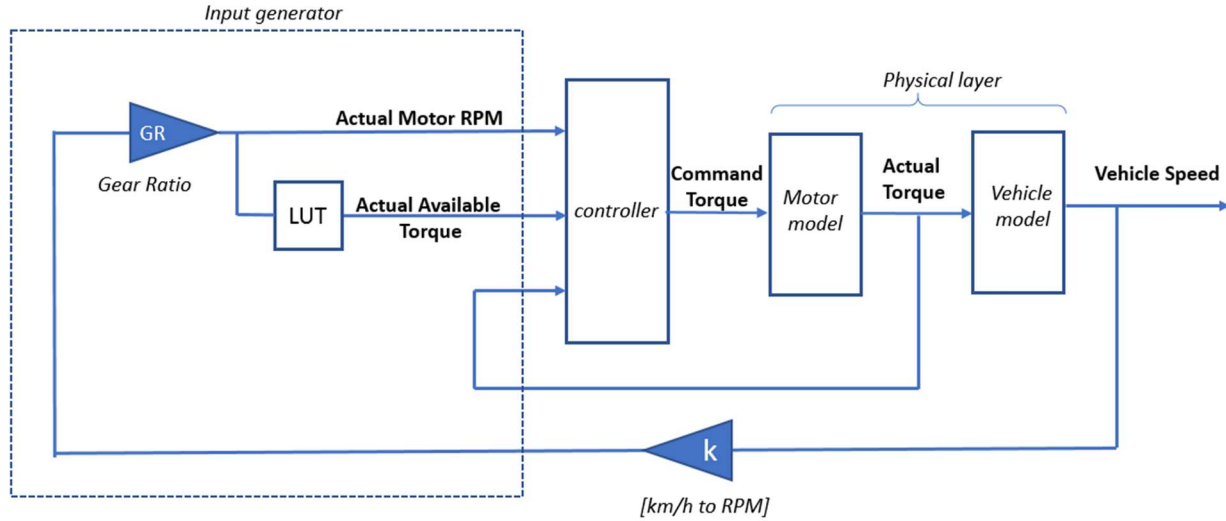 Input generator
Physical layer
GR
Actual Motor RPM
Gear Ratio
LUT
Actual Available
Torque
controller
Command
Torque
Motor
model
Actual
Torque
Vehicle
model
Vehicle Speed
k
[km/h to RPM]